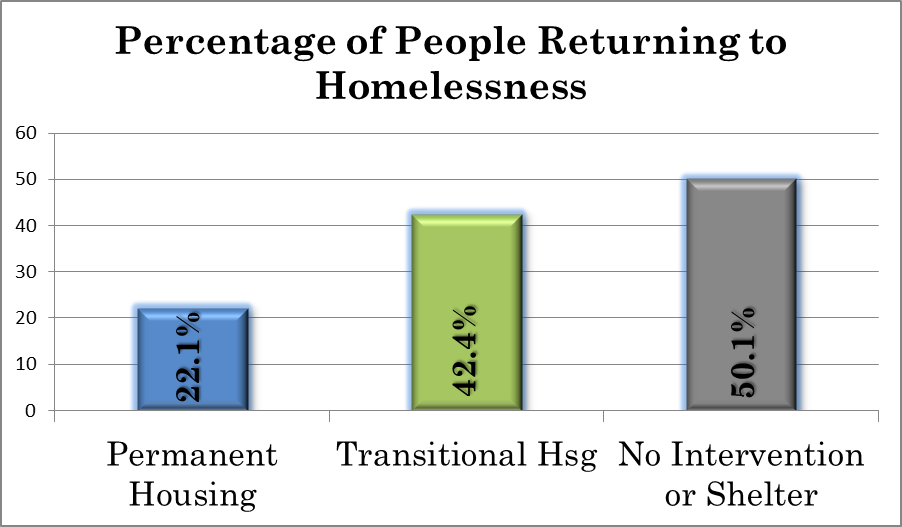 Percentage of People Returning to
Homelessness
60
50
40
30
20
10
0
22.1%
42.4%
50.1%
Permanent
Housing
Transitional Hsg
No Intervention
or Shelter